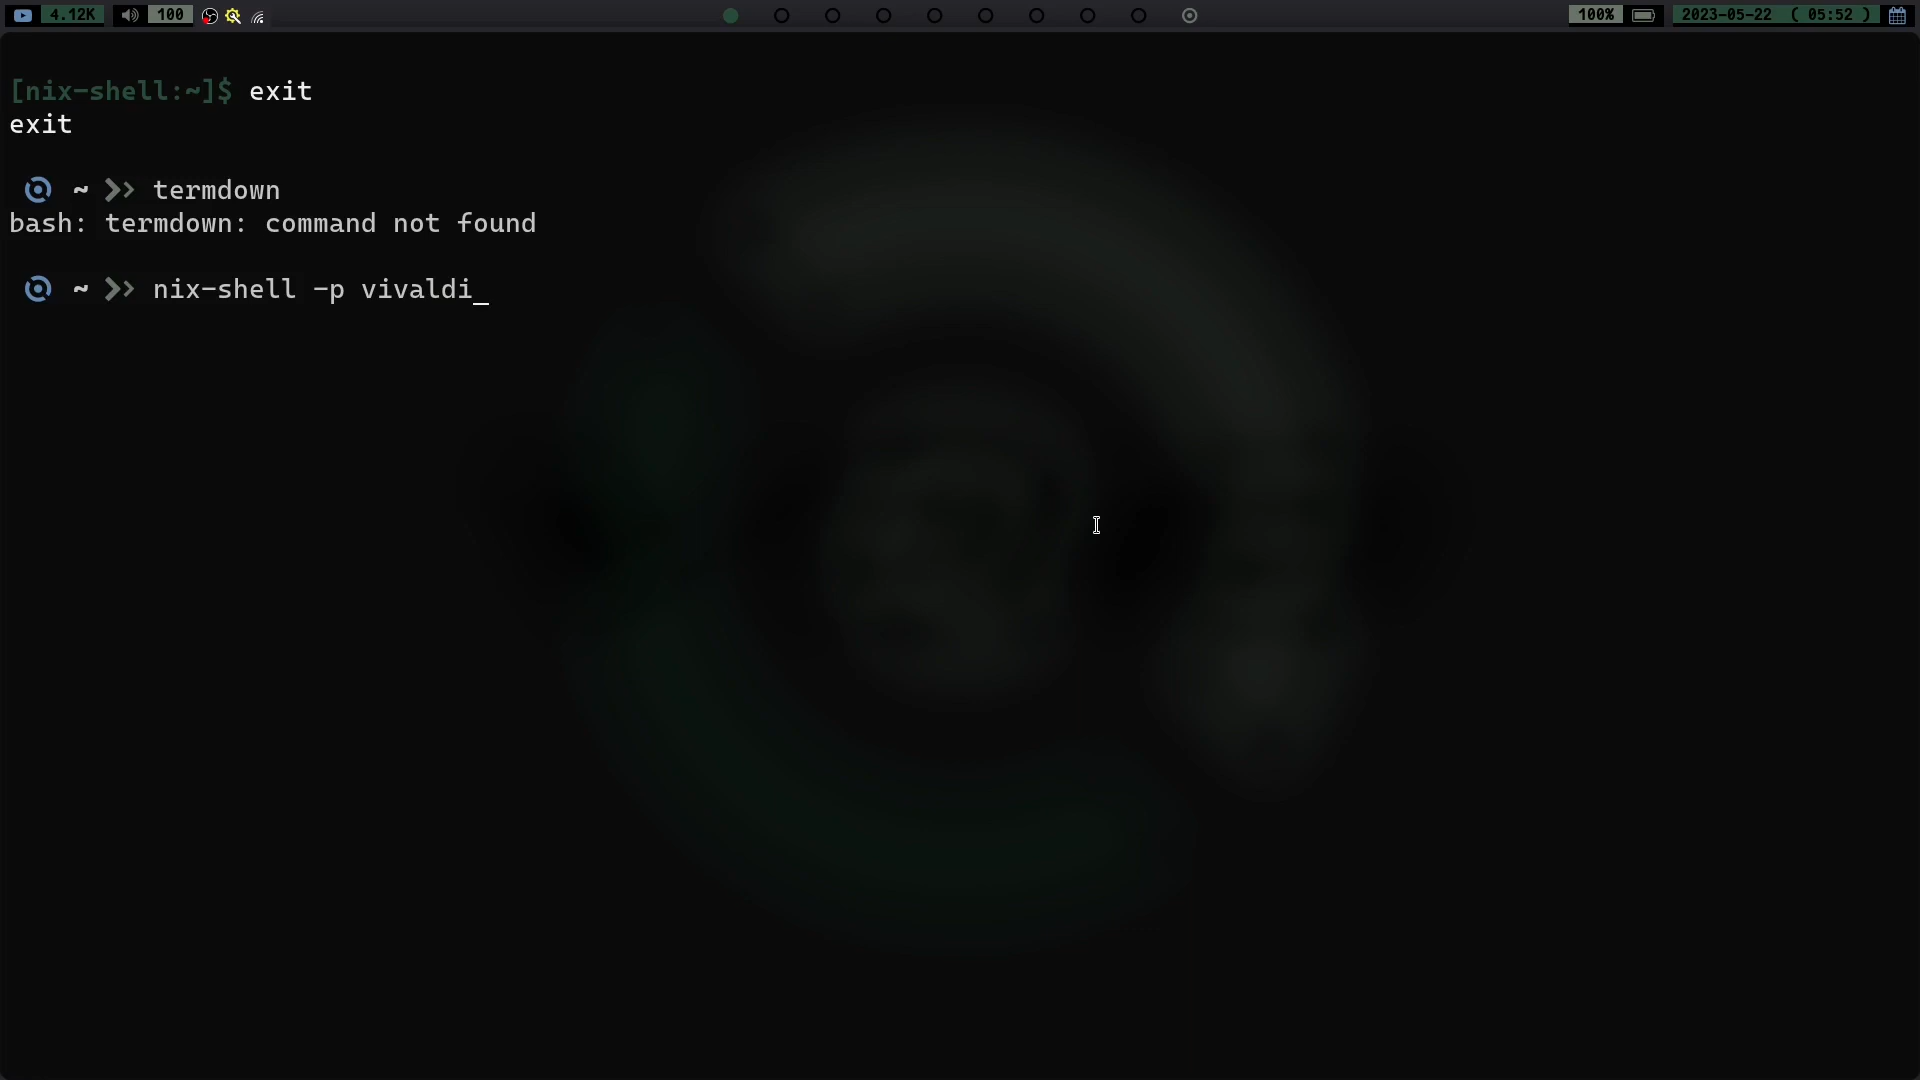 4.12K 100 100% 2023-05-22 ( 05:52 )
[nix-shell:~]$ exit
exit
~ >> termdown
bash: termdown: command not found
~ >> nix-shell -p vivaldi_